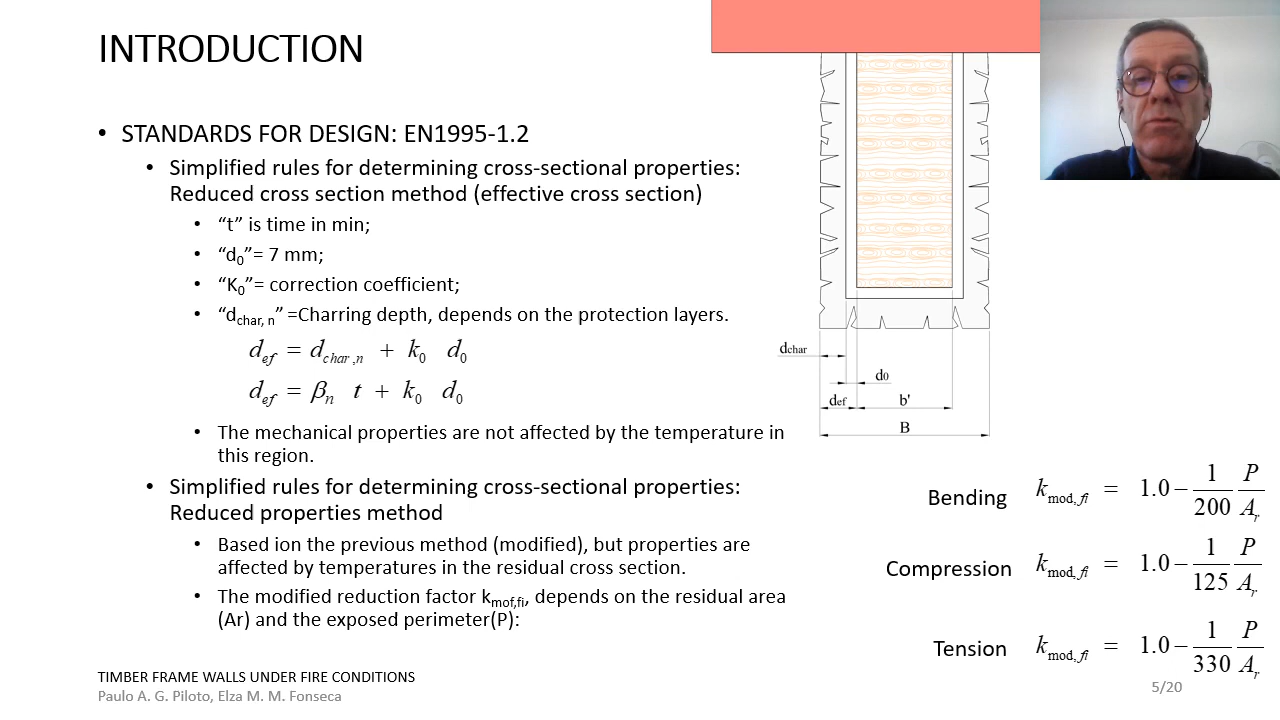 INTRODUCTION
• STANDARDS FOR DESIGN: EN1995-1.2
• Simplified rules for determining cross-sectional properties:
Reduced cross section method (effective cross section)
• “t” is time in min;
• “d0”= 7 mm;
• “K0”= correction coefficient;
• “dchar, n” =Charring depth, depends on the protection layers.
def = dchar,n + k0 d0
def = βn t + k0 d0
• The mechanical properties are not affected by the temperature in
this region.
• Simplified rules for determining cross-sectional properties:
Reduced properties method
• Based ion the previous method (modified), but properties are
affected by temperatures in the residual cross section.
• The modified reduction factor kmof,fi, depends on the residual area
(Ar) and the exposed perimeter(P):
dchar
d0
def b'
B
Bending kmod,fi = 1.0 − 1/200 P/Ar
Compression kmod,fi = 1.0 − 1/125 P/Ar
Tension kmod,fi = 1.0 − 1/330 P/Ar
TIMBER FRAME WALLS UNDER FIRE CONDITIONS
Paulo A. G. Piloto, Elza M. M. Fonseca
5/20